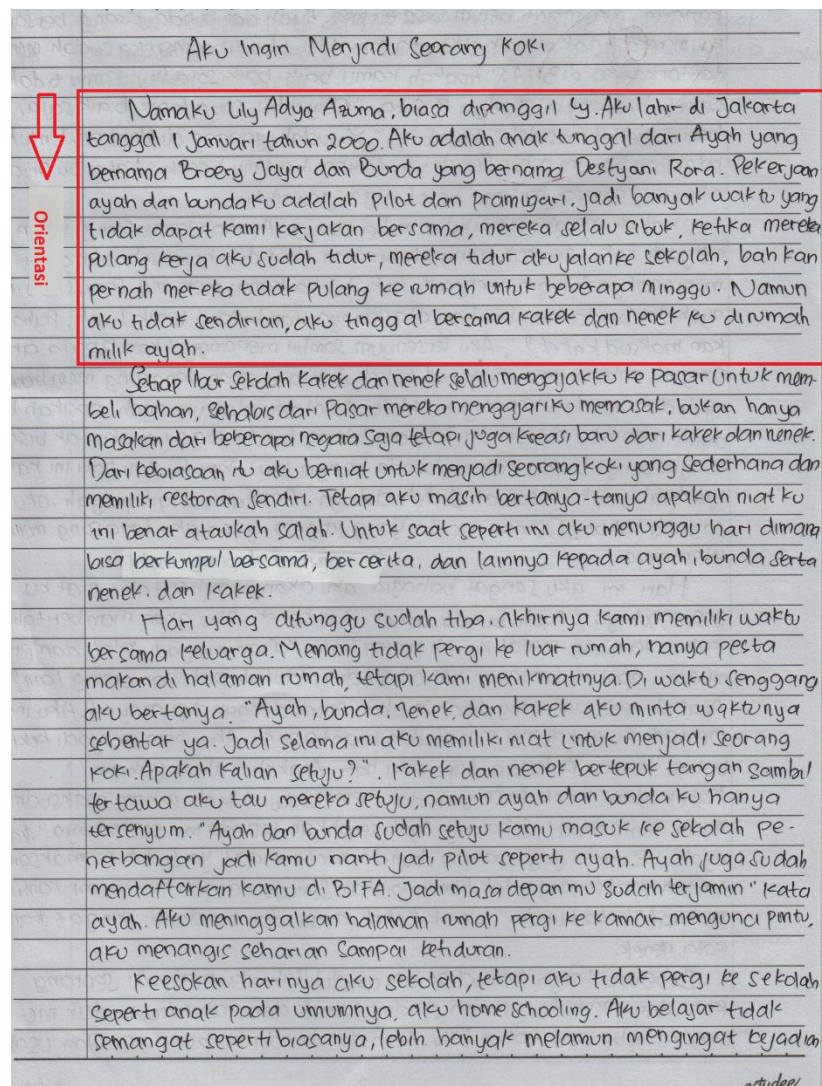 Aku Ingin Menjadi Seorang Koki
Namaku Lily Adya Azuma, biasa dipanggil Ly. Aku lahir di Jakarta
tanggal 1 Januari tahun 2000. Aku adalah anak tunggal dari Ayah yang
bernama Broery Jaya dan Bunda yang bernama Destyani Rora. Pekerjaan
ayah dan bundaku adalah Pilot dan Pramugari, jadi banyak waktu yang
tidak dapat kami kerjakan bersama, mereka selalu sibuk, ketika mereka
pulang kerja aku sudah tidur, mereka tidur aku jalan ke sekolah, bahkan
pernah mereka tidak pulang ke rumah untuk beberapa minggu. Namun
aku tidak sendirian, aku tinggal bersama kakek dan nenek ku dirumah
milik ayah.
Orientasi
Setiap libur sekolah kakek dan nenek selalu mengajakku ke pasar untuk mem-
beli bahan, sehabis dari Pasar mereka mengajariku memasak, bukan hanya
masakan dari beberapa negara saja tetapi juga kreasi baru dari kakek dan nenek.
Dari kebiasaan itu aku berniat untuk menjadi seorang koki yang sederhana dan
memiliki restoran sendiri. Tetapi aku masih bertanya-tanya apakah niat ku
ini benar ataukah salah. Untuk saat seperti ini aku menunggu hari dimana
bisa berkumpul bersama, bercerita, dan lainnya kepada ayah, bunda serta
nenek. dan kakek.
Hari yang ditunggu sudah tiba. akhirnya kami memiliki waktu
bersama keluarga. Memang tidak pergi ke luar rumah, hanya pesta
makan di halaman rumah, tetapi kami menikmatinya. Di waktu senggang
aku bertanya. "Ayah, bunda. nenek, dan kakek aku minta waktunya
sebentar ya. Jadi selama ini aku memiliki niat untuk menjadi seorang
koki. Apakah kalian setuju?". Kakek dan nenek bertepuk tangan sambil
tertawa aku tau mereka setuju, namun ayah dan bunda ku hanya
tersenyum. "Ayah dan bunda sudah setuju kamu masuk ke sekolah pe-
nerbangan jadi kamu nanti jadi pilot seperti ayah. Ayah juga sudah
mendaftarkan kamu di BIFA. Jadi masa depan mu sudah terjamin" kata
ayah. Aku meninggalkan halaman rumah pergi ke kamar mengunci pintu,
aku menangis seharian sampai ketiduran.
Keesokan harinya aku sekolah, tetapi aku tidak pergi ke sekolah
seperti anak pada umumnya, aku home schooling. Aku belajar tidak
semangat seperti biasanya, lebih banyak melamun mengingat kejadian